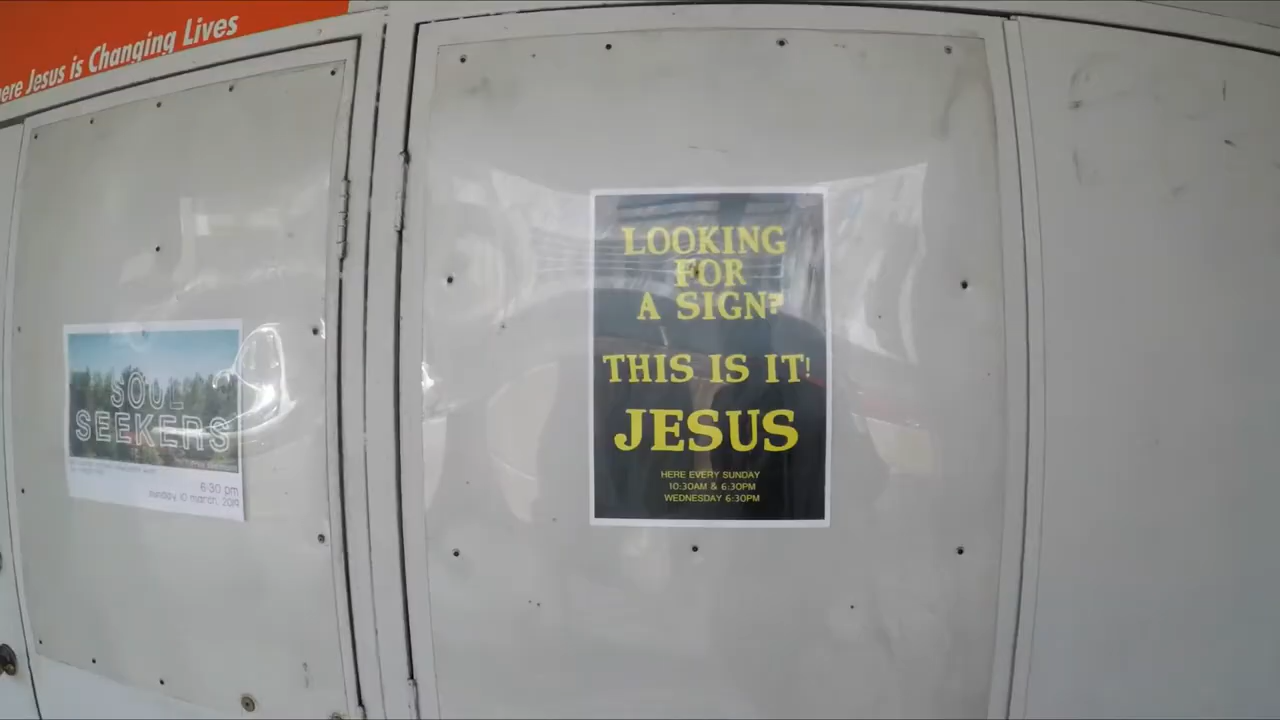 ere Jesus is Changing Lives
SOUL
SEEKERS
6:30 pm
sunday 10 march, 2019
LOOKING
FOR
A SIGN?
THIS IS IT!
JESUS
HERE EVERY SUNDAY
10:30AM & 6:30PM
WEDNESDAY 6:30PM